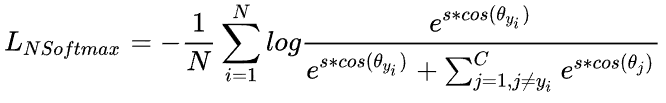 L_{NSoftmax} = -\frac{1}{N} \sum_{i=1}^{N} log \frac{e^{s*cos(\theta_{y_i})}}{e^{s*cos(\theta_{y_i})} + \sum_{j=1, j \neq y_i}^{C} e^{s*cos(\theta_j)}}